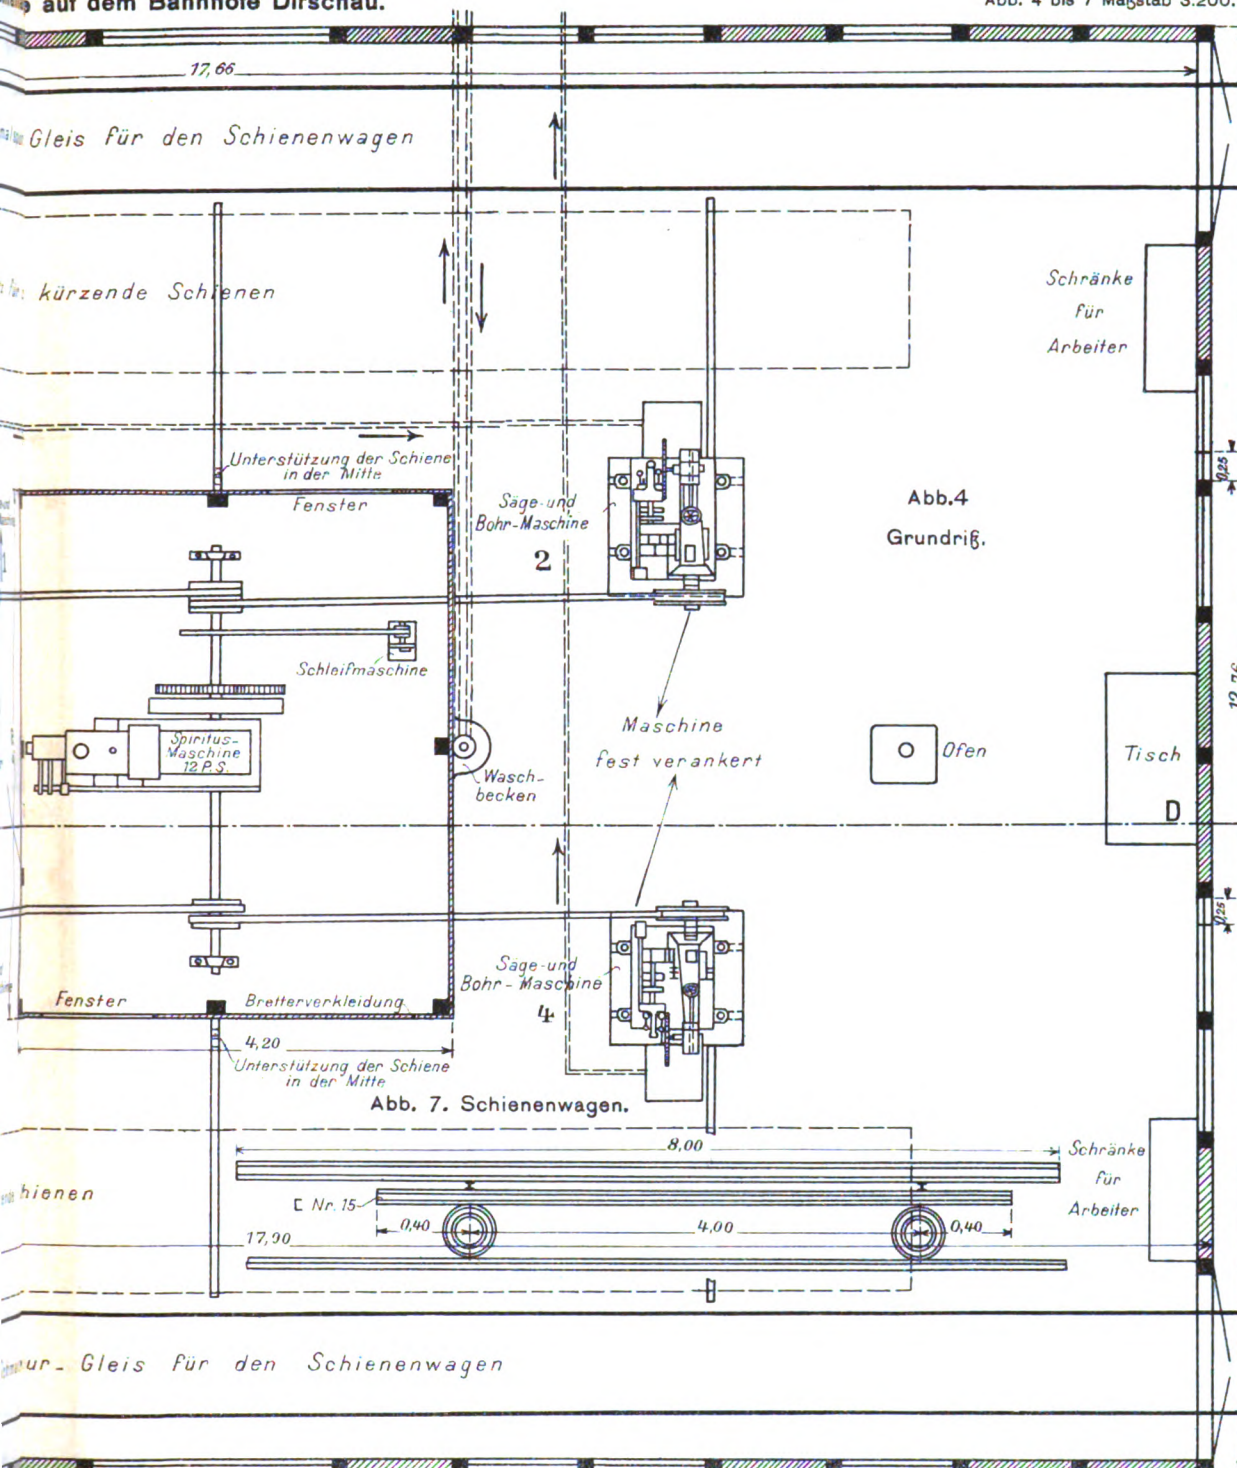 auf dem Bahnhofe Dirschau.
Abb. 4 bis 7 Maßstab 3:200.
17,66
Gleis für den Schienenwagen
kürzende Schienen
Schränke
für
Arbeiter
Unterstützung der Schiene
in der Mitte
0,25
Fenster
Säge-und
Bohr-Maschine
2
Abb.4
Grundriß.
Schleifmaschine
Maschine
fest verankert
Spiritus-
Maschine
12 P.S.
Wasch-
becken
Ofen
Tisch
D
0,25
Säge-und
Bohr-Maschine
4
Fenster
Bretterverkleidung
4,20
Unterstützung der Schiene
in der Mitte
Abb. 7. Schienenwagen.
8,00
Schränke
für
Arbeiter
hienen
[ Nr. 15
0,40
4,00
0,40
17,90
ur- Gleis für den Schienenwagen